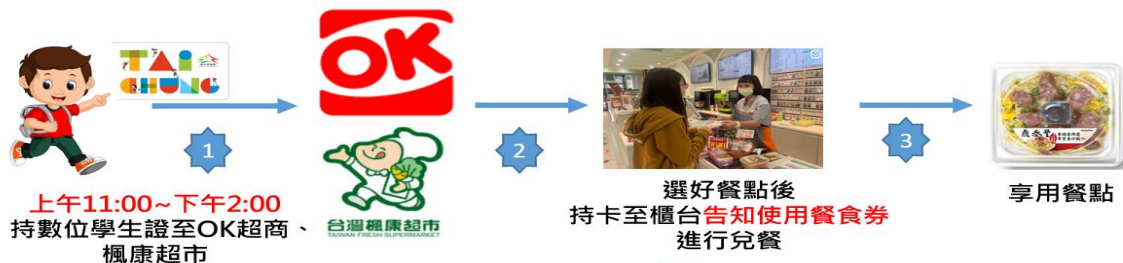 TAI
CHUNG
OK
台灣楓康超市
TAIWAN FRESH SUPERMARKET
1
2
3
上午11:00~下午2:00
持數位學生證至OK超商、
楓康超市
選好餐點後
持卡至櫃台告知使用餐食券
進行兌餐
享用餐點